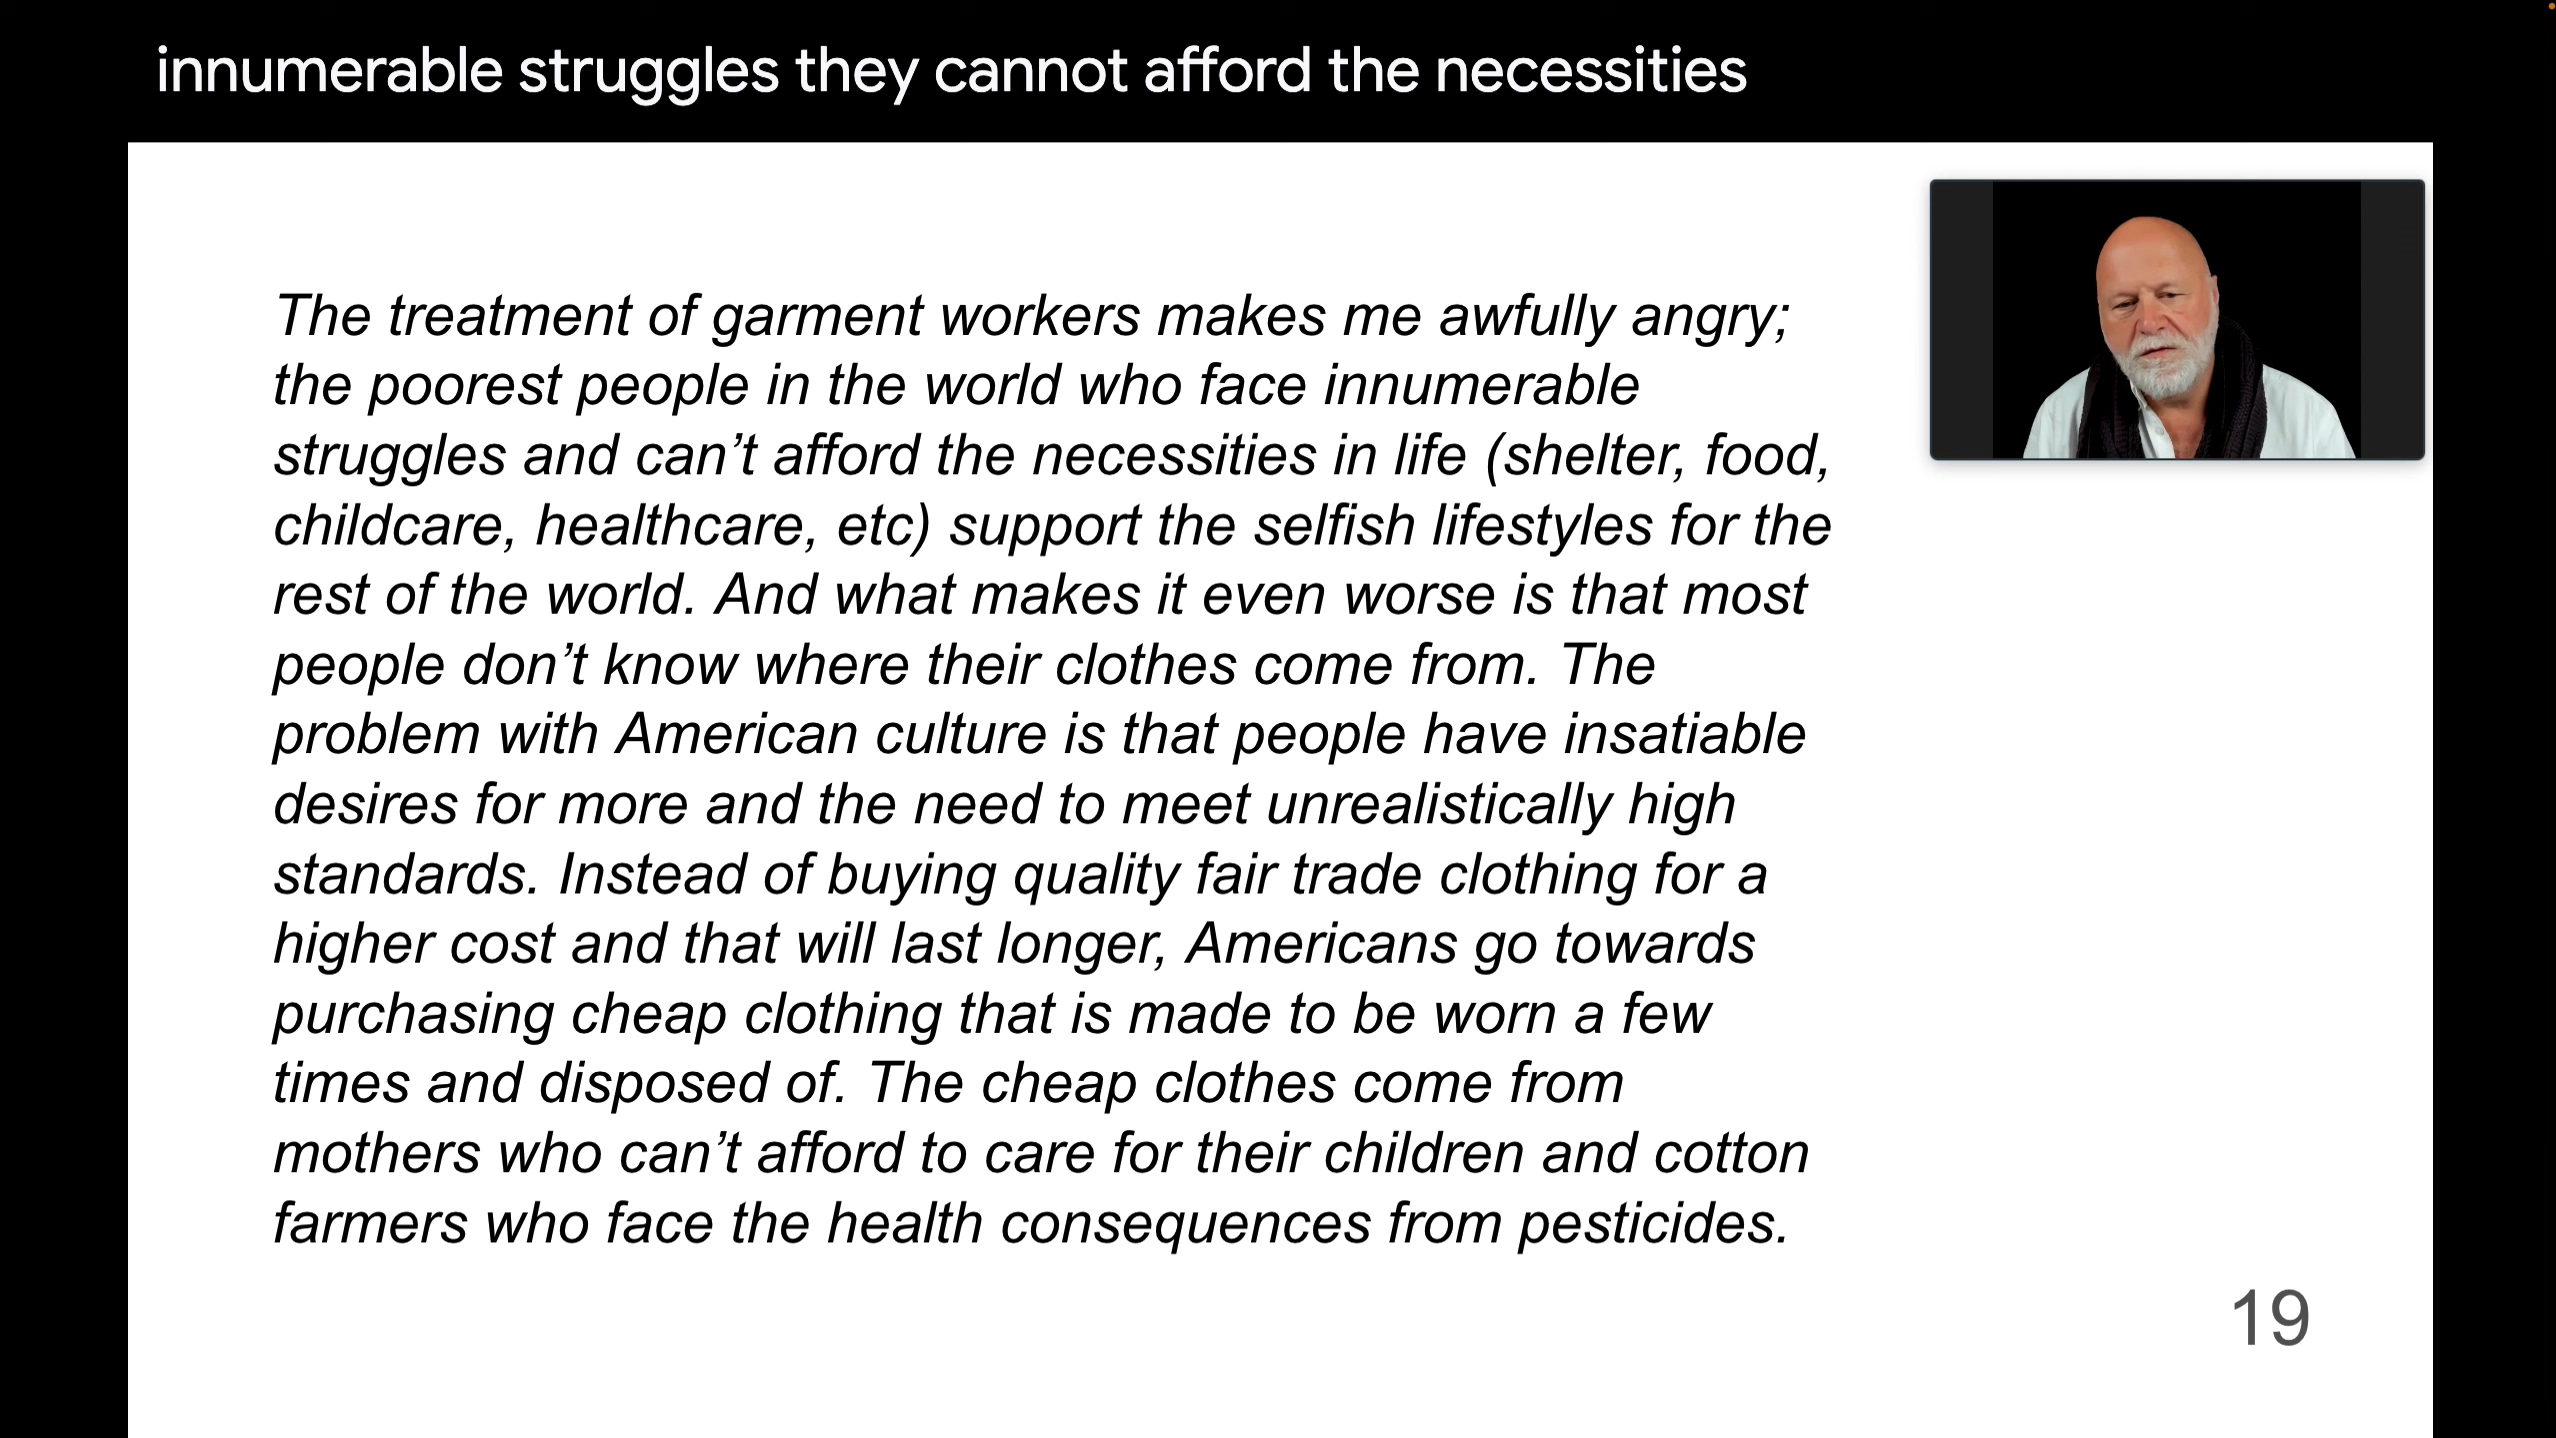 innumerable struggles they cannot afford the necessities
The treatment of garment workers makes me awfully angry;
the poorest people in the world who face innumerable
struggles and can’t afford the necessities in life (shelter, food,
childcare, healthcare, etc) support the selfish lifestyles for the
rest of the world. And what makes it even worse is that most
people don’t know where their clothes come from. The
problem with American culture is that people have insatiable
desires for more and the need to meet unrealistically high
standards. Instead of buying quality fair trade clothing for a
higher cost and that will last longer, Americans go towards
purchasing cheap clothing that is made to be worn a few
times and disposed of. The cheap clothes come from
mothers who can’t afford to care for their children and cotton
farmers who face the health consequences from pesticides.
19